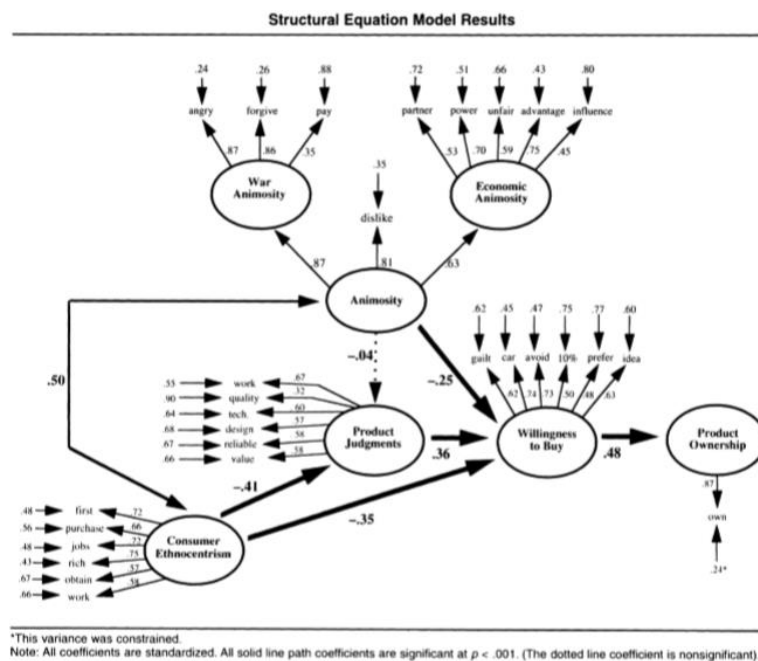 Structural Equation Model Results
.24 .26 .88 .72 .51 .66 .43 .80
angry forgive pay partner power unfair advantage influence
.87 .86 .35 .53 .70 .59 .75 .45
War Animosity
.35
Economic Animosity
dislike
.87 .81 .63
Animosity
.62 .45 .47 .75 .77 .60
guilt car avoid 10% prefer idea
.50
-.04
-.25
.62 .74 .73 .50 .48 .63
.55 work .67
.90 quality .32
.64 tech. .60
.68 design .57
.67 reliable .58
.66 value .58
Product Judgments
.36
Willingness to Buy
.48
Product Ownership
-.41
-.35
.87
own
.24*
.48 first .72
.56 purchase .66
.48 jobs .72
.43 rich .75
.67 obtain .57
.66 work .58
Consumer Ethnocentrism
*This variance was constrained.
Note: All coefficients are standardized. All solid line path coefficients are significant at p < .001. (The dotted line coefficient is nonsignificant)